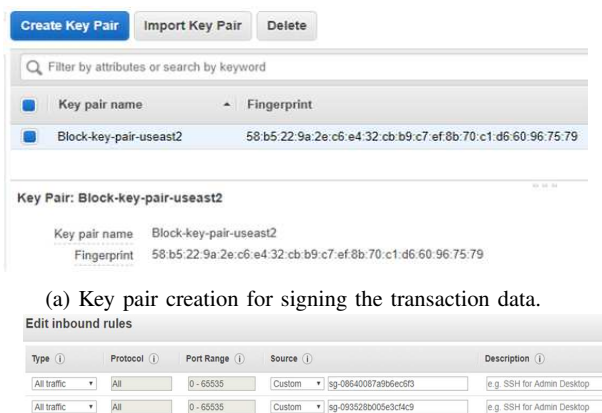 Create Key Pair Import Key Pair Delete
Filter by attributes or search by keyword
Key pair name Fingerprint
Block-key-pair-useast2 58:b5:22:9a:2e:c6:e4:32:cb:b9:c7:ef:8b:70:c1:d6:60:96:75:79
Key Pair: Block-key-pair-useast2
Key pair name Block-key-pair-useast2
Fingerprint 58:b5:22:9a:2e:c6:e4:32:cb:b9:c7:ef:8b:70:c1:d6:60:96:75:79
(a) Key pair creation for signing the transaction data.
Edit inbound rules
Type Protocol Port Range Source Description
All traffic All 0 - 65535 Custom sg-08640087a9b6ec6f3 e.g. SSH for Admin Desktop
All traffic All 0 - 65535 Custom sg-093528b005e3cf4c9 e.g. SSH for Admin Desktop